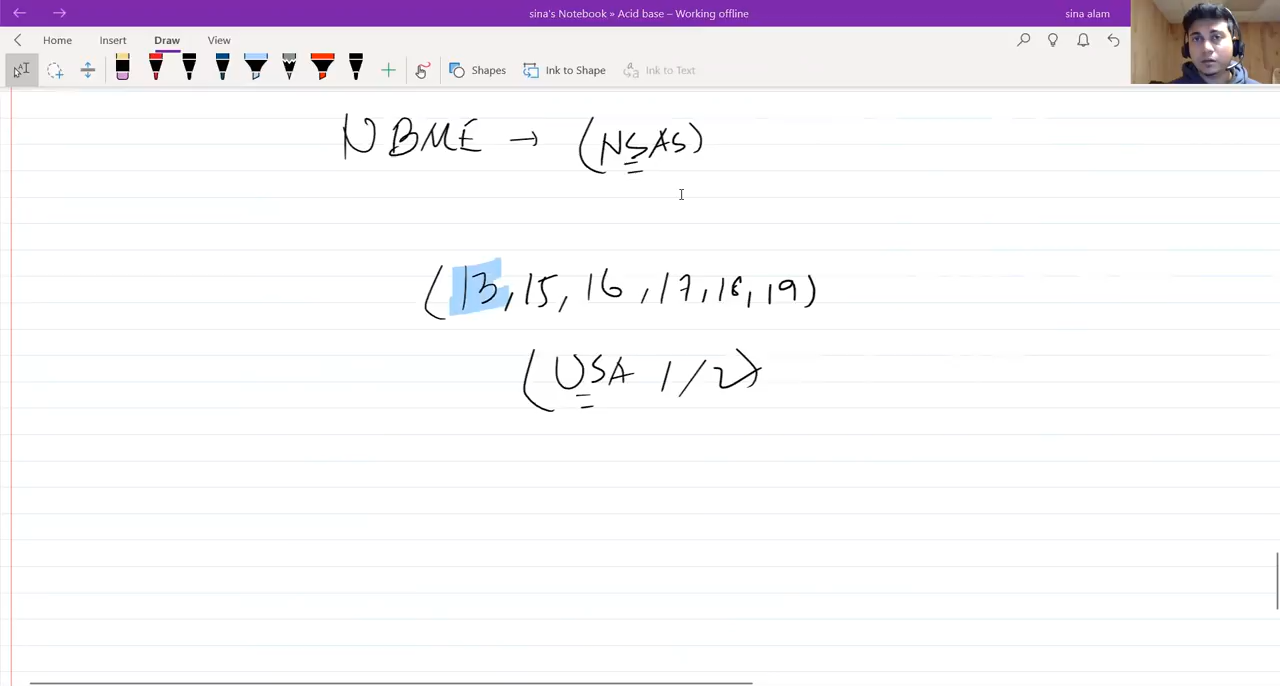 sina's Notebook » Acid base – Working offline
sina alam
Home Insert Draw View
Shapes Ink to Shape Ink to Text
NBME → (NSAS)
(13, 15, 16, 17, 18, 19)
(USA 1/2)